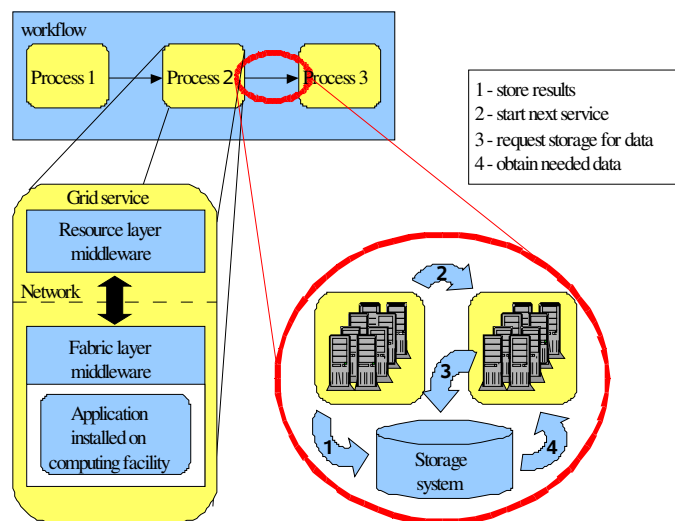 workflow
Process 1
Process 2
Process 3
1 - store results
2 - start next service
3 - request storage for data
4 - obtain needed data
Grid service
Resource layer
middleware
Network
Fabric layer
middleware
Application
installed on
computing facility
2
3
1
4
Storage
system